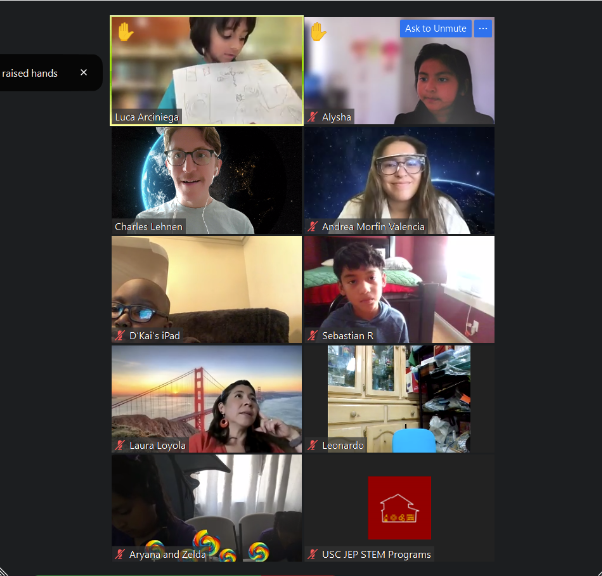 raised hands ×
Ask to Unmute ...
Luca Arciniega
Alysha
Charles Lehnen
Andrea Morfin Valencia
D'Kai's iPad
Sebastian R
Laura Loyola
Leonardo
Aryana and Zelda
USC JEP STEM Programs